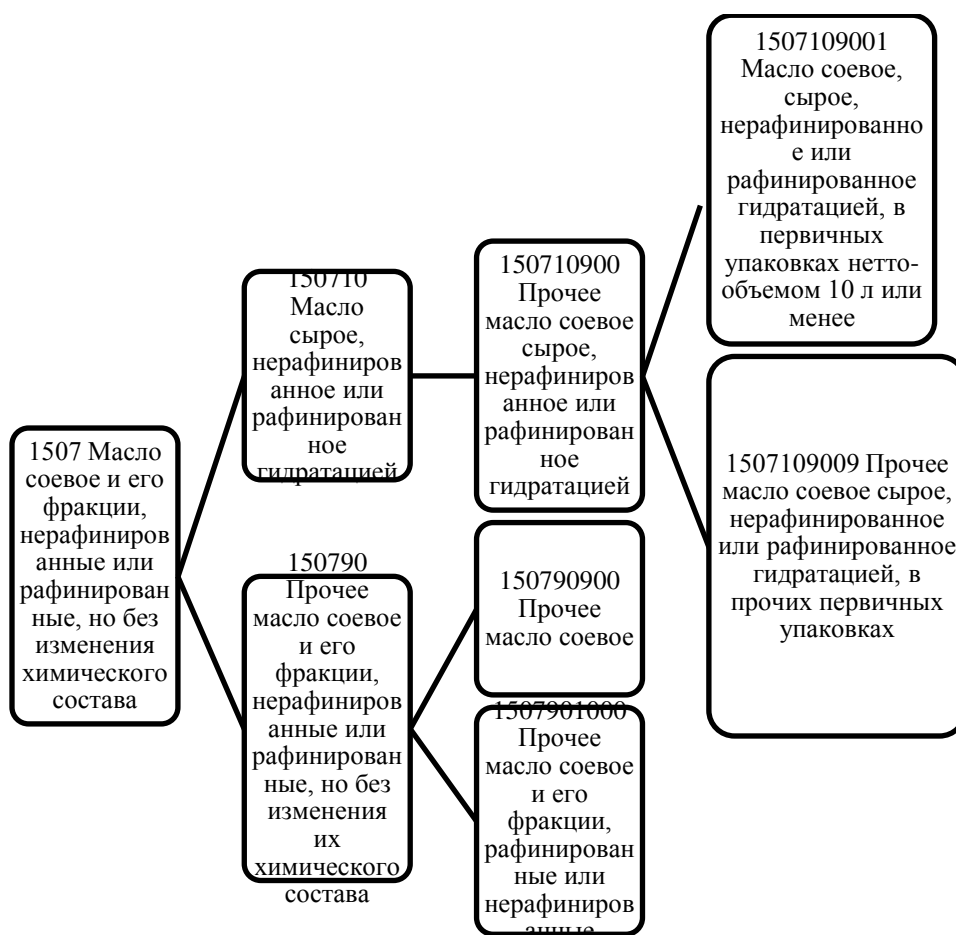 1507 Масло
соевое и его
фракции,
нерафиниров
анные или
рафинирован
ные, но без
изменения
химического
состава
150710
Масло
сырое,
нерафиниров
анное или
рафинирован
ное
гидратацией
150790
Прочее
масло соевое
и его
фракции,
нерафиниров
анные или
рафинирован
ные, но без
изменения
их
химического
состава
150710900
Прочее
масло соевое
сырое,
нерафиниров
анное или
рафинирован
ное
гидратацией
150790900
Прочее
масло соевое
1507901000
Прочее
масло соевое
и его
фракции,
рафинирован
ные или
нерафиниров
анные
1507109001
Масло соевое,
сырое,
нерафинированно
е или
рафинированное
гидратацией, в
первичных
упаковках нетто-
объемом 10 л или
менее
1507109009 Прочее
масло соевое сырое,
нерафинированное
или рафинированное
гидратацией, в
прочих первичных
упаковках